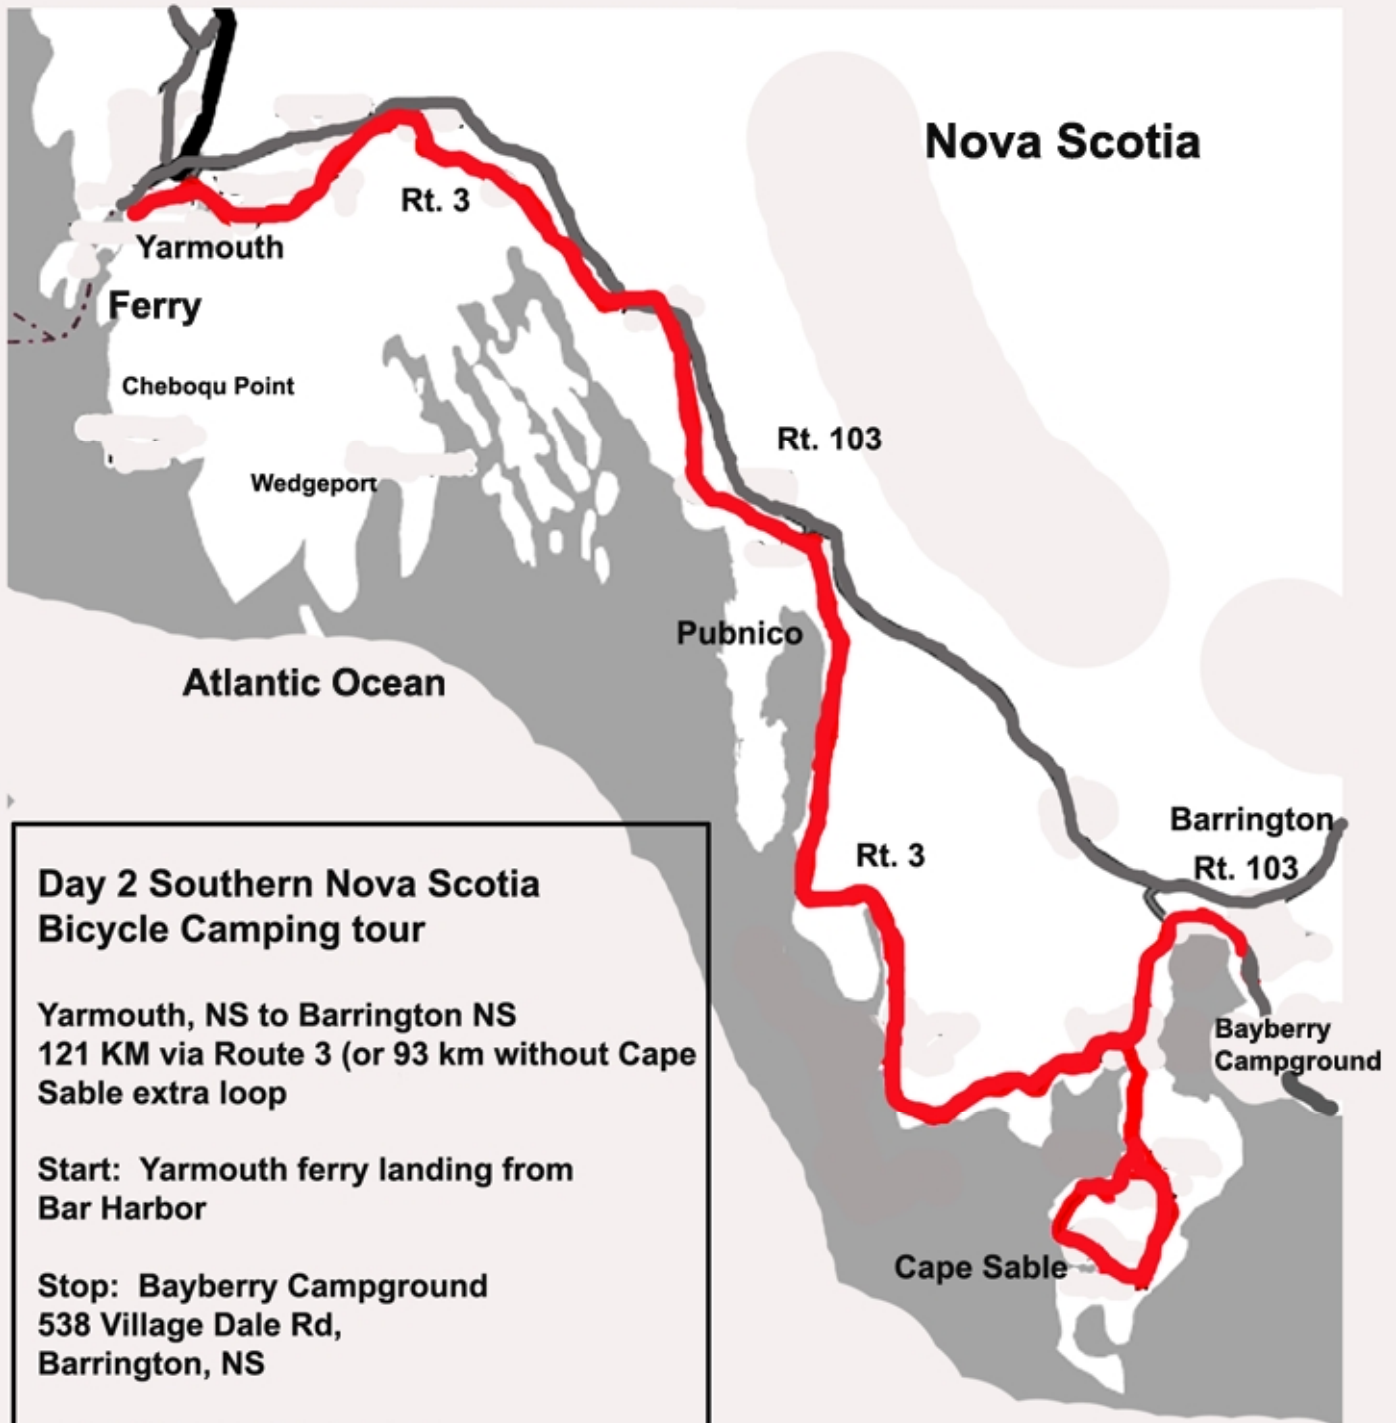 Nova Scotia
Rt. 3
Yarmouth
Ferry
Cheboqu Point
Rt. 103
Wedgeport
Pubnico
Atlantic Ocean
Barrington
Rt. 3
Rt. 103
Bayberry
Campground
Cape Sable
Day 2 Southern Nova Scotia
Bicycle Camping tour
Yarmouth, NS to Barrington NS
121 KM via Route 3 (or 93 km without Cape
Sable extra loop
Start: Yarmouth ferry landing from
Bar Harbor
Stop: Bayberry Campground
538 Village Dale Rd,
Barrington, NS